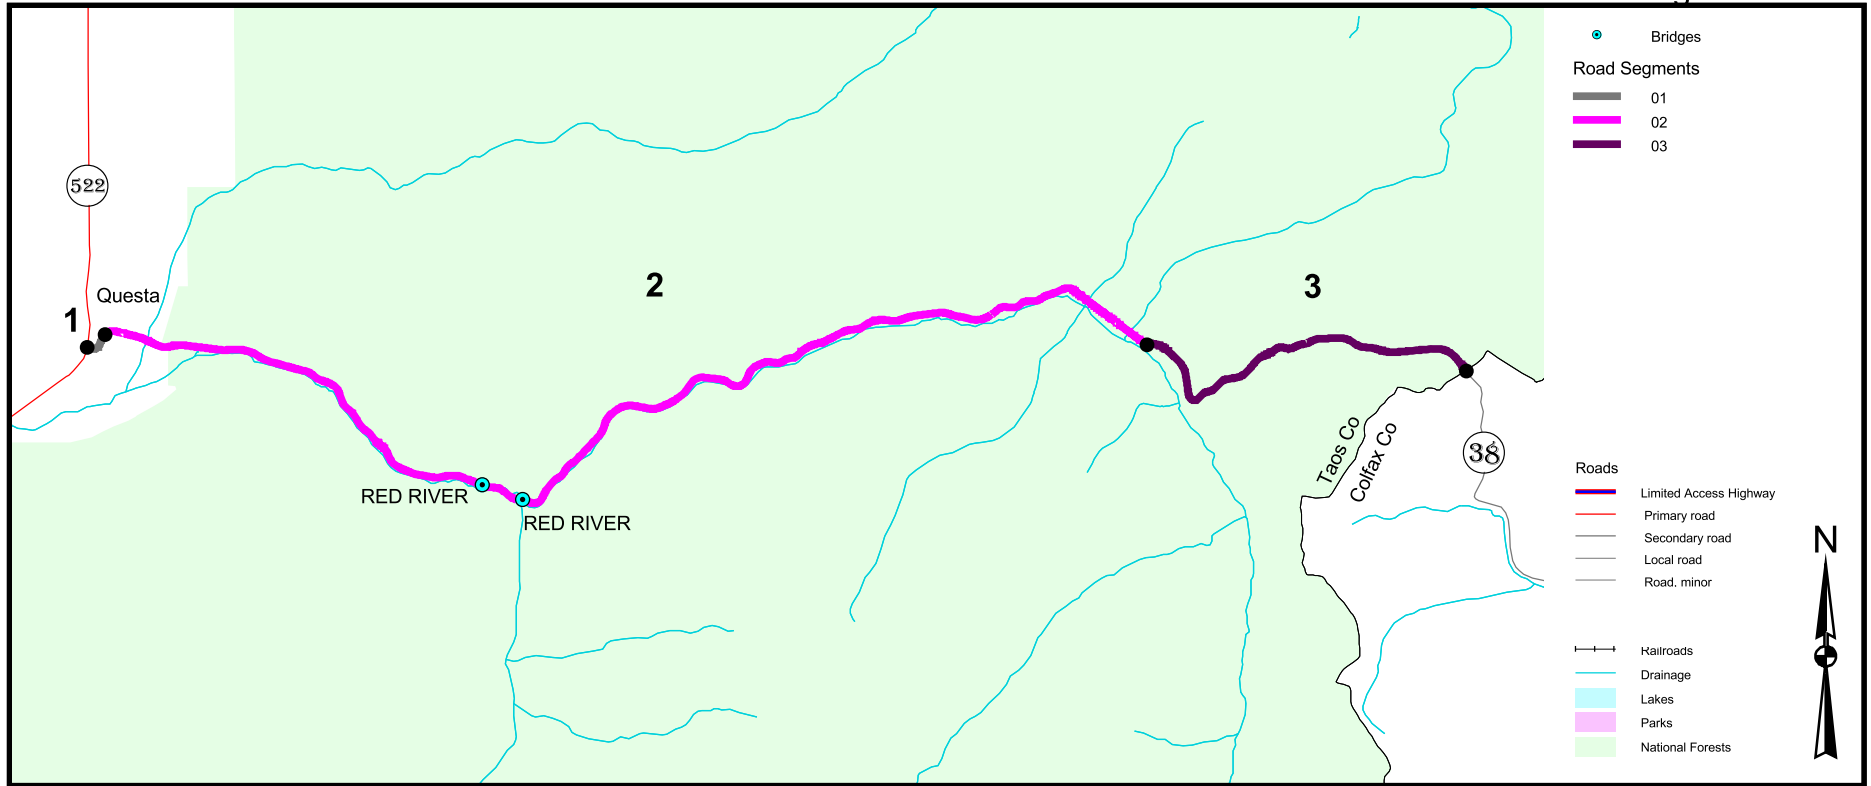 Bridges
Road Segments
01
02
03
522
2
3
Questa
1
Taos Co
Colfax Co
38
RED RIVER
RED RIVER
Roads
Limited Access Highway
Primary road
Secondary road
Local road
Road, minor
N
Railroads
Drainage
Lakes
Parks
National Forests